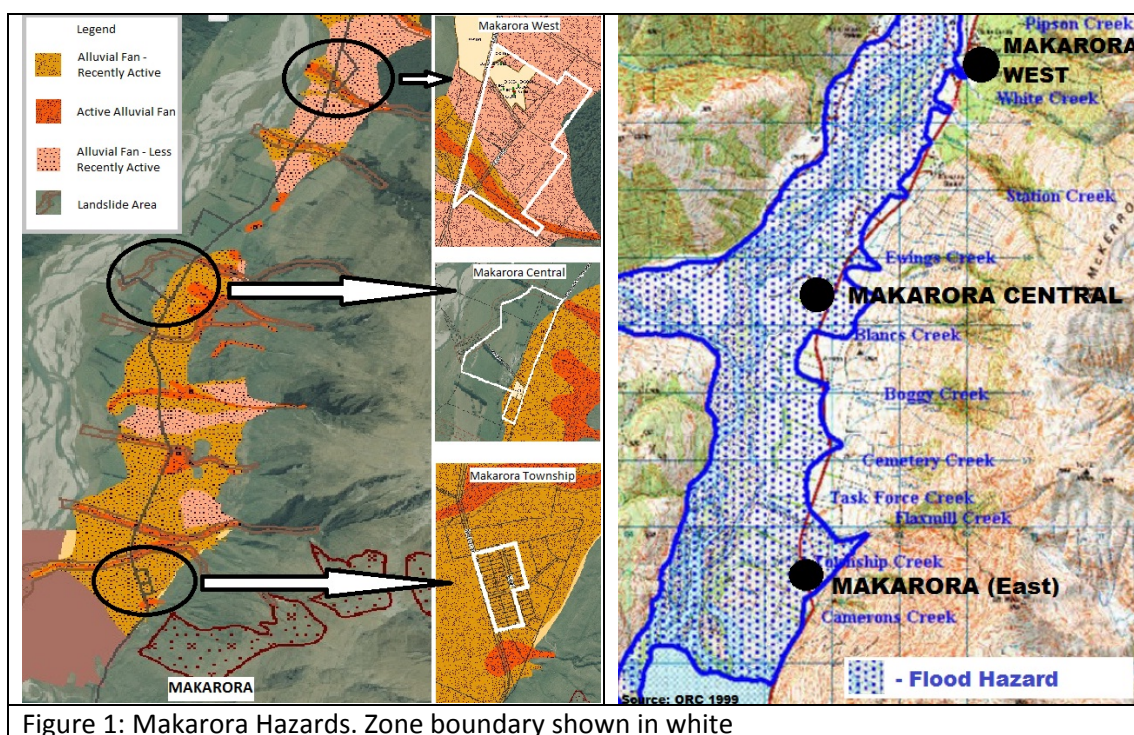 Legend
Alluvial Fan -
Recently Active
Active Alluvial Fan
Alluvial Fan - Less
Recently Active
Landslide Area
MAKARORA
Makarora West
Makarora Central
Makarora Township
Pipson Creek
MAKARORA
WEST
White Creek
Station Creek
Ewings Creek
MAKARORA CENTRAL
Blancs Creek
Boggy Creek
Cemetery Creek
Task Force Creek
Flaxmill Creek
Township Creek
MAKARORA (East)
Camerons Creek
- Flood Hazard
Source: ORC 1999
Figure 1: Makarora Hazards. Zone boundary shown in white